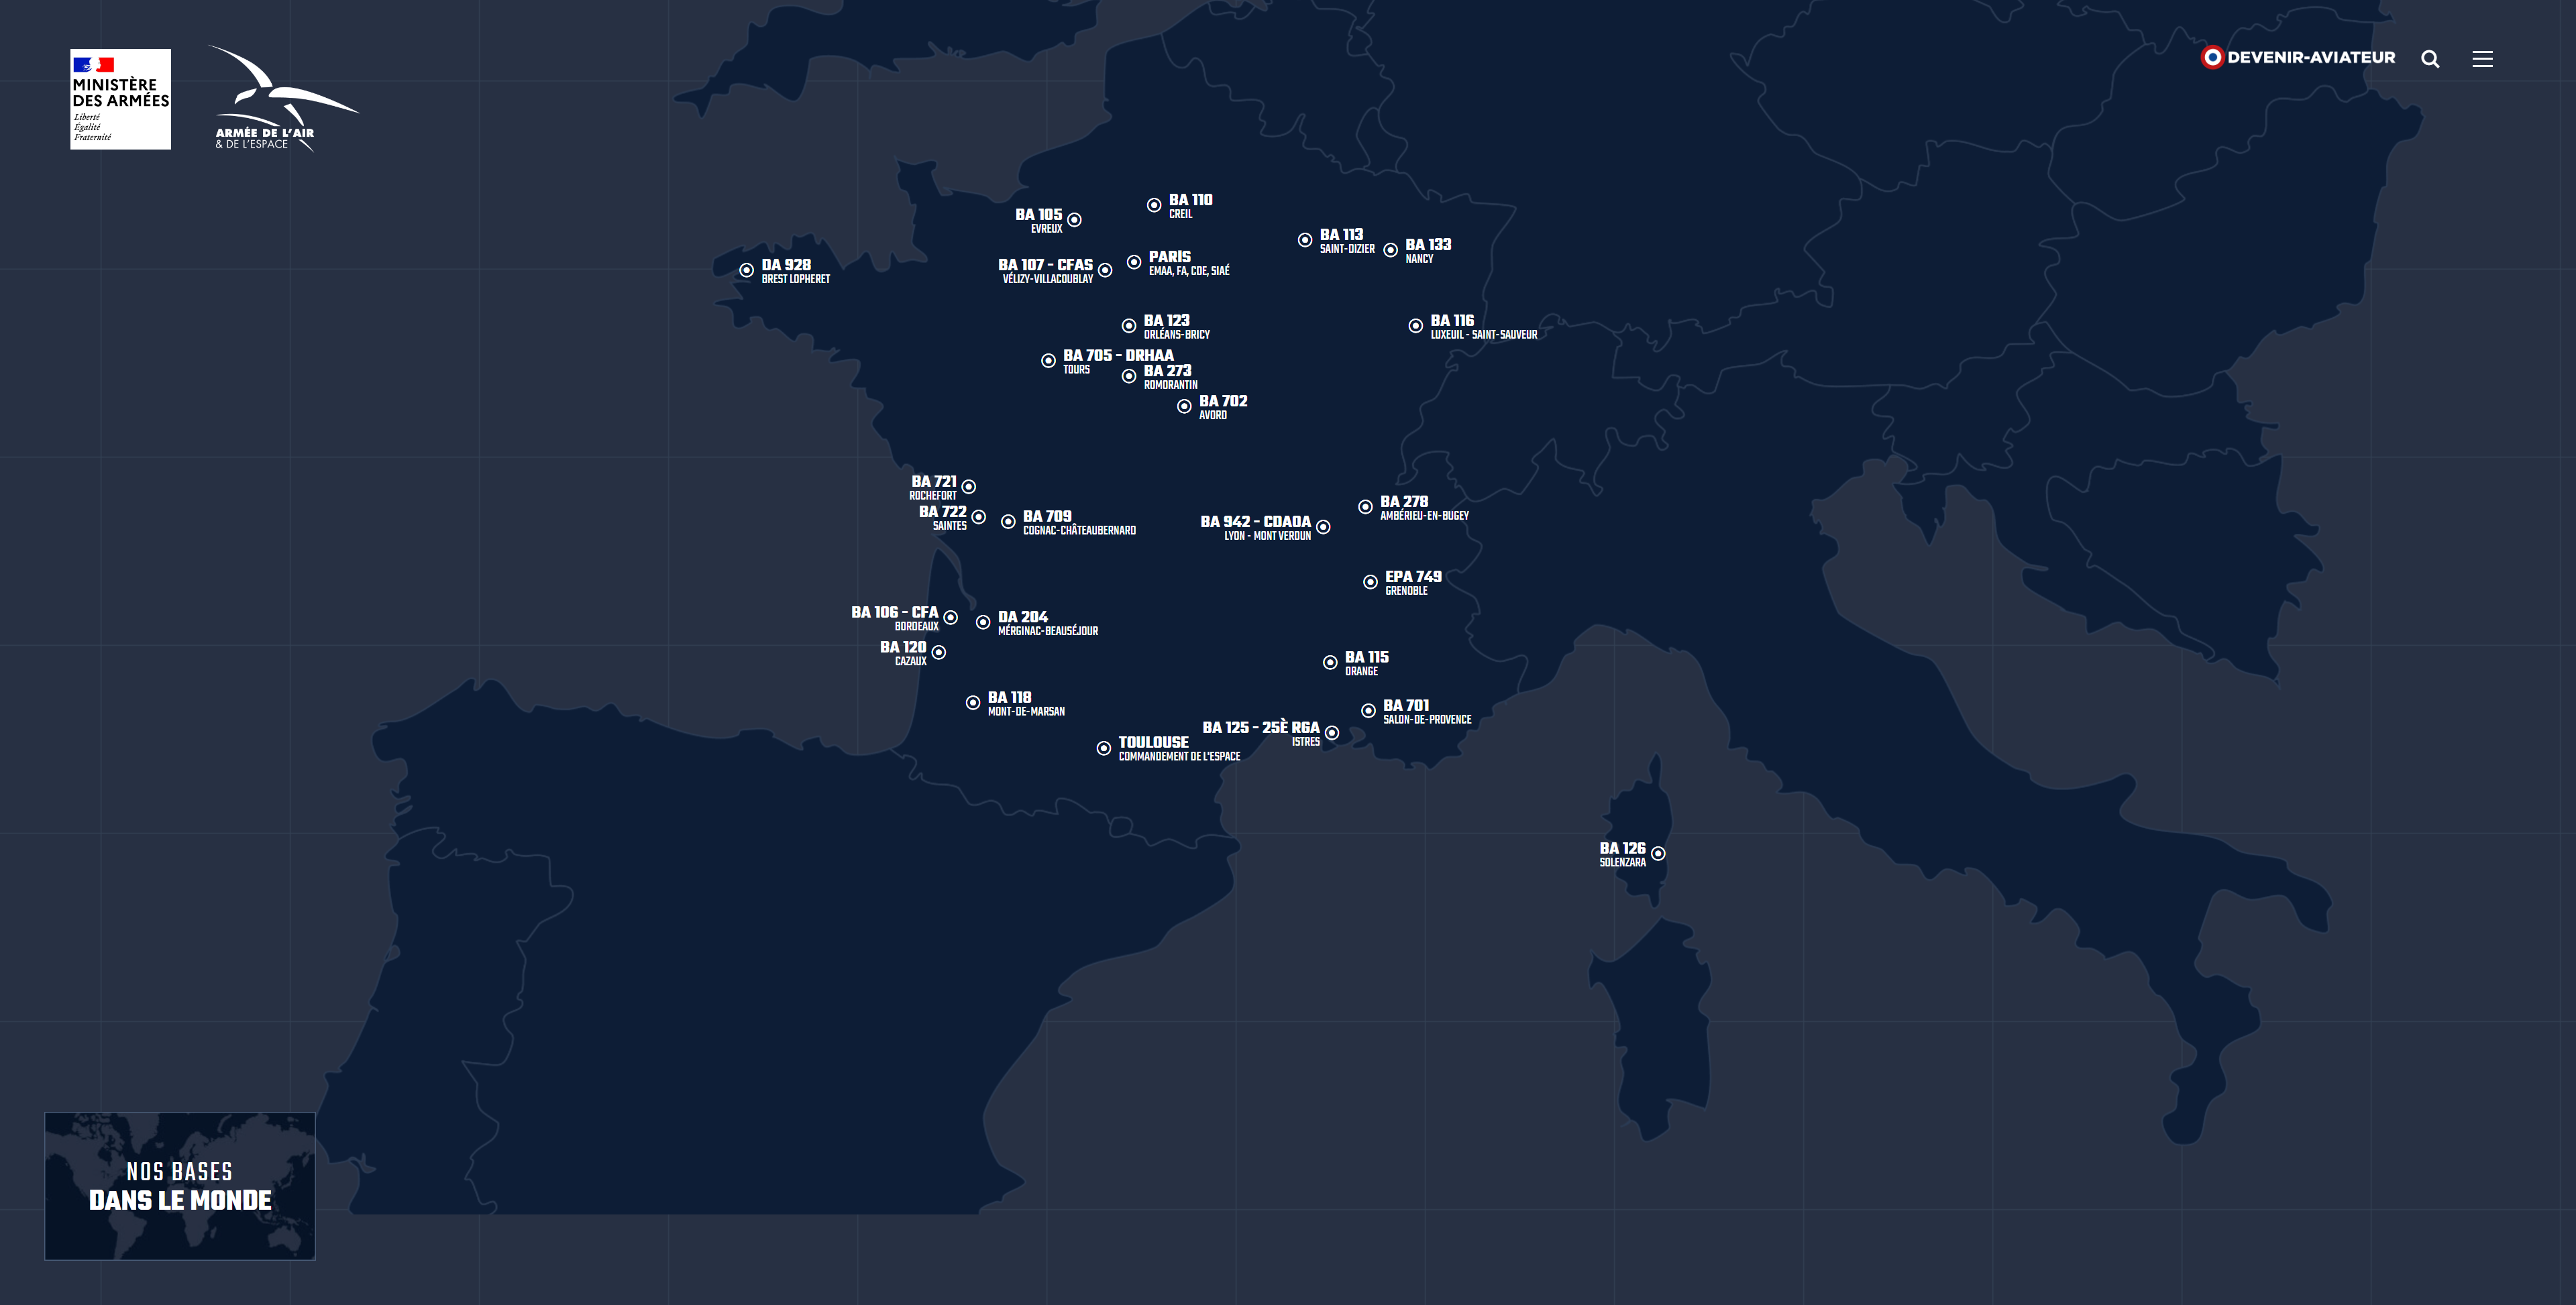 MINISTÈRE
DES ARMÉES
Liberté
Égalité
Fraternité
ARMÉE DE L'AIR
& DE L'ESPACE
DEVENIR-AVIATEUR
BA 110
CREIL
BA 105
EVREUX
BA 113
SAINT-DIZIER
BA 133
NANCY
DA 928
BREST LOPHERET
BA 107 - CFAS
VÉLIZY-VILLACOUBLAY
PARIS
EMAA, FA, CDE, SIAÉ
BA 123
ORLÉANS-BRICY
BA 116
LUXEUIL - SAINT-SAUVEUR
BA 705 - DRHAA
TOURS
BA 273
ROMORANTIN
BA 702
AVORD
BA 721
ROCHEFORT
BA 722
SAINTES
BA 709
COGNAC-CHÂTEAUBERNARD
BA 942 - CDAOA
LYON - MONT VERDUN
BA 278
AMBÉRIEU-EN-BUGEY
EPA 749
GRENOBLE
BA 106 - CFA
BORDEAUX
DA 204
MÉRGINAC-BEAUSÉJOUR
BA 120
CAZAUX
BA 115
ORANGE
BA 118
MONT-DE-MARSAN
BA 701
SALON-DE-PROVENCE
BA 125 - 25È RGA
ISTRES
TOULOUSE
COMMANDEMENT DE L'ESPACE
BA 126
SOLENZARA
NOS BASES
DANS LE MONDE